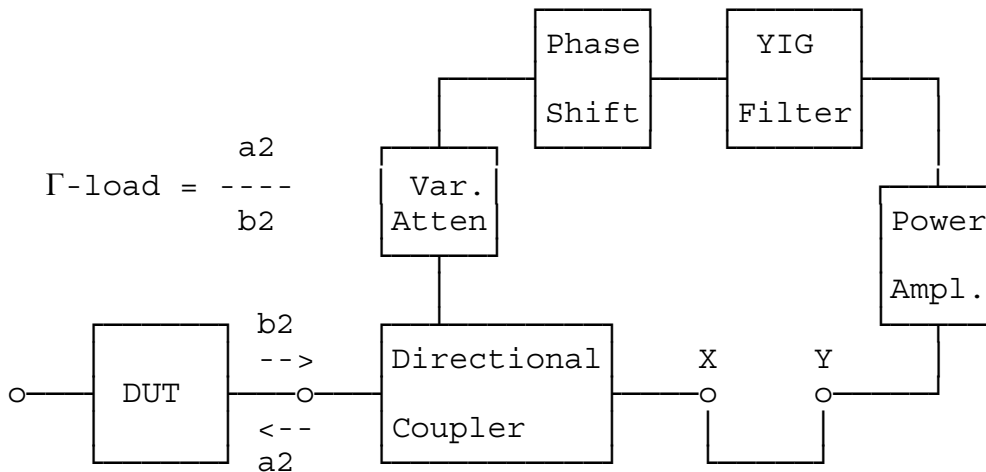 Phase
Shift
YIG
Filter
a2
Γ-load = ----
b2
Var.
Atten
Power
Ampl.
b2
-->
DUT
<--
a2
Directional
Coupler
X
Y